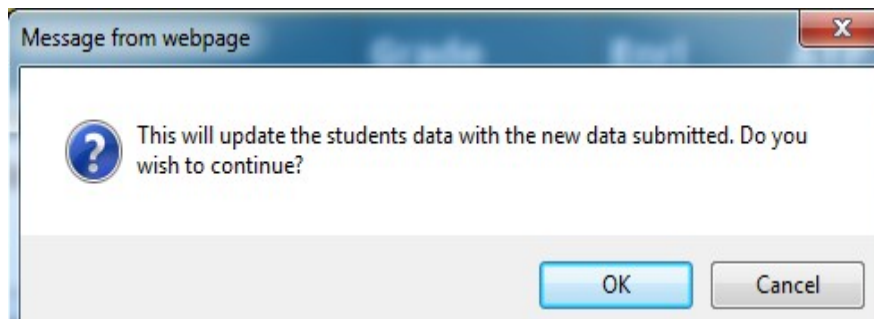 Message from webpage
Grade
This will update the students data with the new data submitted. Do you
wish to continue?
OK Cancel